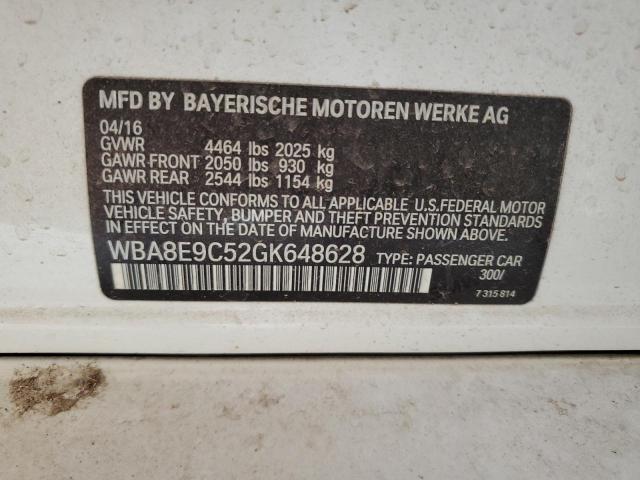 MFD BY BAYERISCHE MOTOREN WERKE AG
04/16
GVWR 4464 lbs 2025 kg
GAWR FRONT 2050 lbs 930 kg
GAWR REAR 2544 lbs 1154 kg
THIS VEHICLE CONFORMS TO ALL APPLICABLE U.S.FEDERAL MOTOR
VEHICLE SAFETY, BUMPER AND THEFT PREVENTION STANDARDS
IN EFFECT ON THE DATE OF MANUFACTURE SHOWN ABOVE.
WBA8E9C52GK648628 TYPE: PASSENGER CAR
300/
7 315 814